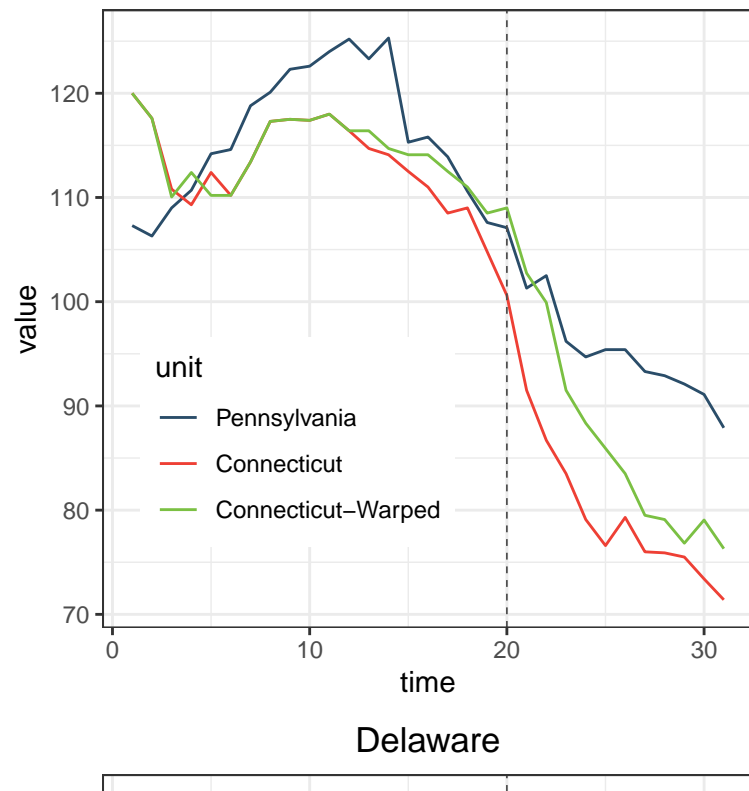 120
110
100
90
80
70
value
unit
Pennsylvania
Connecticut
Connecticut−Warped
0 10 20 30
time
Delaware